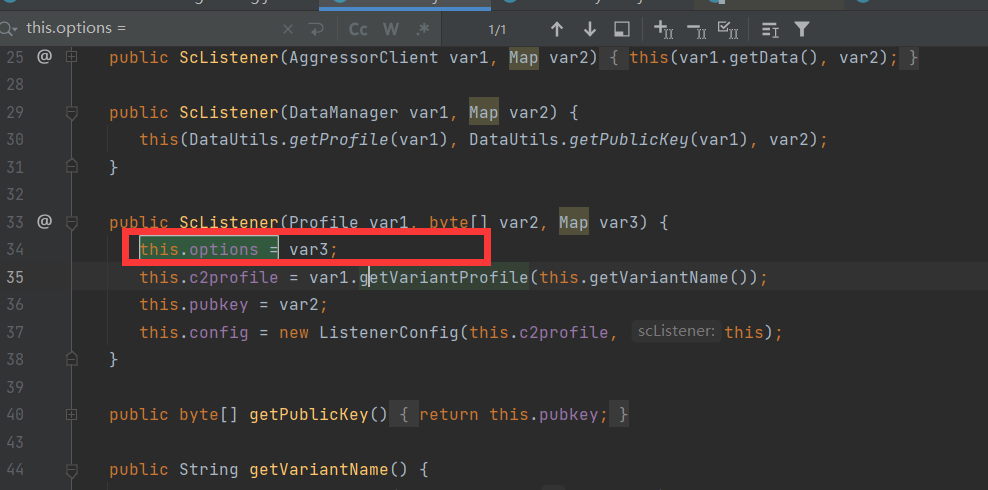 this.options =
Cc W .* 1/1
25 @ public ScListener(AggressorClient var1, Map var2) { this(var1.getData(), var2); }
28
29 public ScListener(DataManager var1, Map var2) {
30 this(DataUtils.getProfile(var1), DataUtils.getPublicKey(var1), var2);
31 }
32
33 @ public ScListener(Profile var1, byte[] var2, Map var3) {
34 this.options = var3;
35 this.c2profile = var1.getVariantProfile(this.getVariantName());
36 this.pubkey = var2;
37 this.config = new ListenerConfig(this.c2profile, scListener: this);
38 }
39
40 public byte[] getPublicKey() { return this.pubkey; }
43
44 public String getVariantName() {